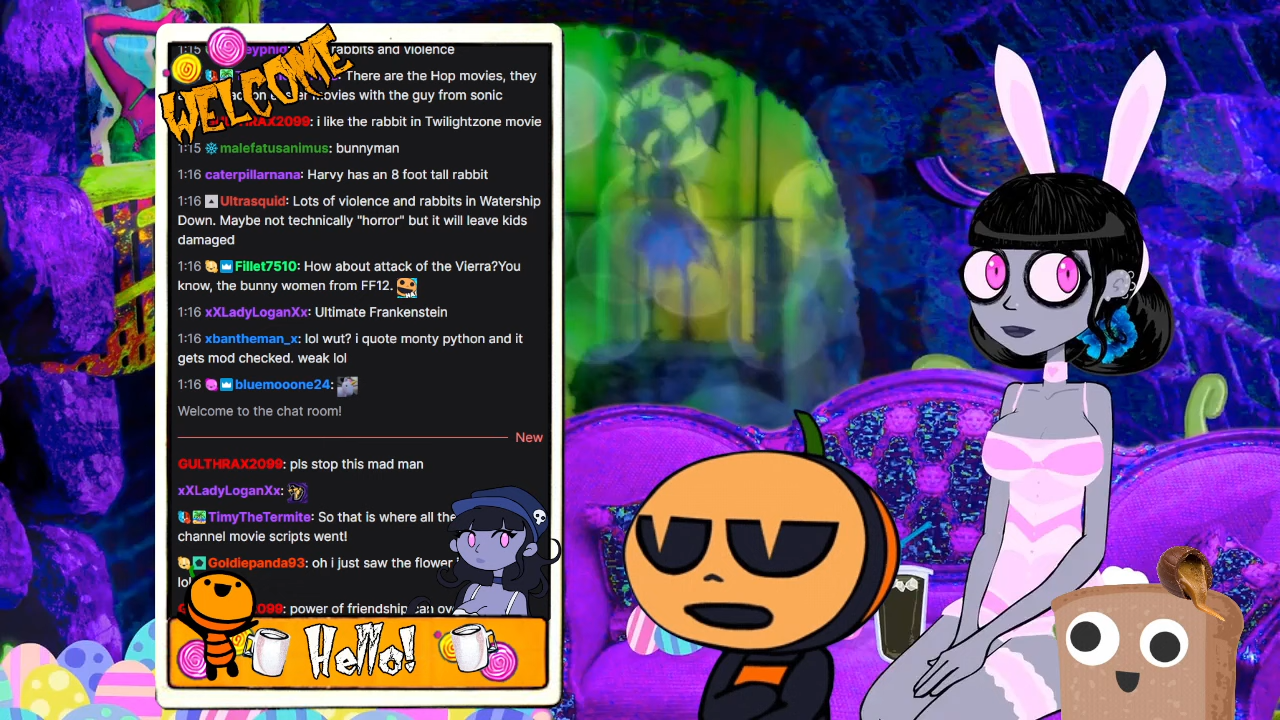 WELCOME
1:15 rabbits and violence
There are the Hop movies, they
movies with the guy from sonic
GULTHRAX2099: i like the rabbit in Twilightzone movie
1:15 malefatusanimus: bunnyman
1:16 caterpillarnana: Harvy has an 8 foot tall rabbit
1:16 Ultrasquid: Lots of violence and rabbits in Watership
Down. Maybe not technically "horror" but it will leave kids
damaged
1:16 Fillet7510: How about attack of the Vierra?You
know, the bunny women from FF12.
1:16 xXLadyLoganXx: Ultimate Frankenstein
1:16 xbantheman_x: lol wut? i quote monty python and it
gets mod checked. weak lol
1:16 bluemooone24:
Welcome to the chat room!
New
GULTHRAX2099: pls stop this mad man
xXLadyLoganXx:
TimyTheTermite: So that is where all the
channel movie scripts went!
Goldiepanda93: oh i just saw the flower
lol
2099: power of friendship can
Hello!